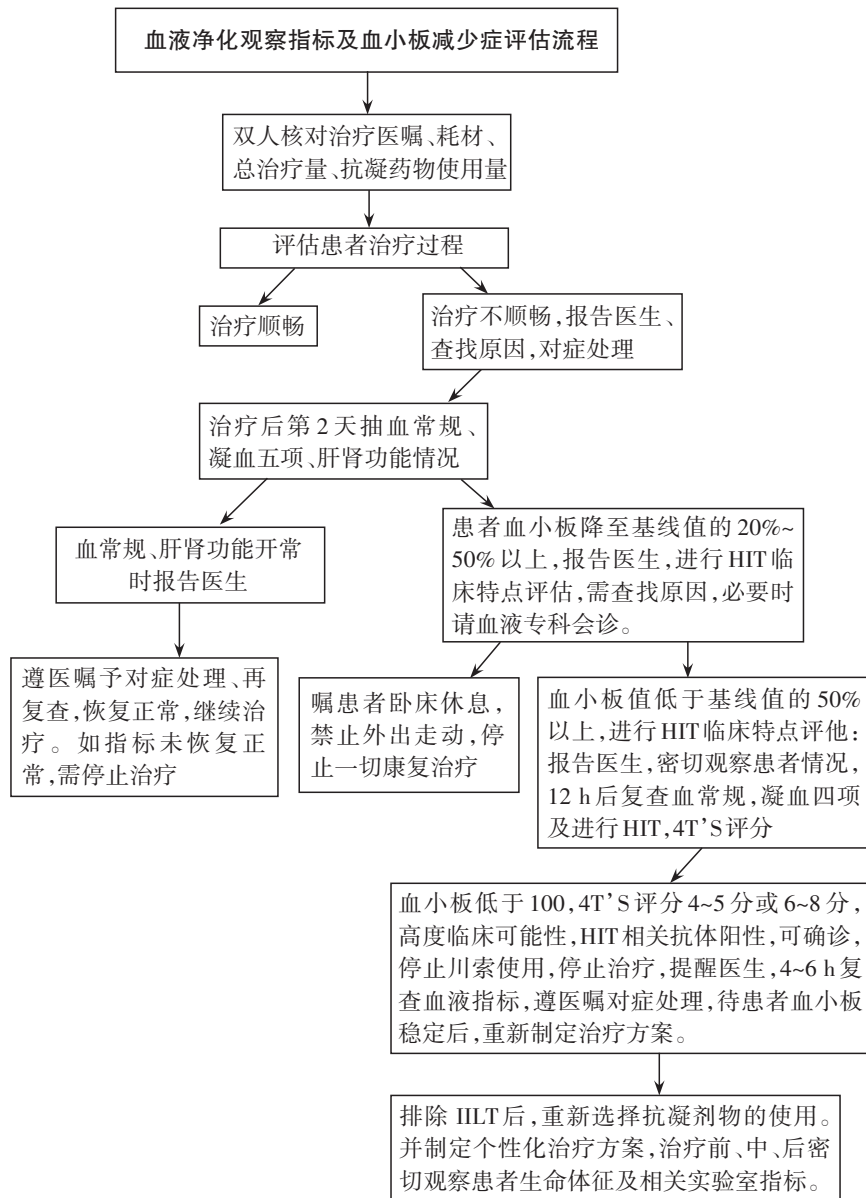 血液净化观察指标及血小板减少症评估流程
双人核对治疗医嘱、耗材、
总治疗量、抗凝药物使用量
评估患者治疗过程
治疗顺畅
治疗不顺畅,报告医生、
查找原因,对症处理
治疗后第2天抽血常规、
凝血五项、肝肾功能情况
血常规、肝肾功能开常
时报告医生
患者血小板降至基线值的20%~
50%以上,报告医生,进行HIT临
床特点评估,需查找原因,必要时
请血液专科会诊。
遵医嘱予对症处理、再
复查,恢复正常,继续治
疗。如指标未恢复正
常,需停止治疗
嘱患者卧床休息,
禁止外出走动,停
止一切康复治疗
血小板值低于基线值的50%
以上,进行HIT临床特点评他:
报告医生,密切观察患者情况,
12 h后复查血常规,凝血四项
及进行HIT,4T’S评分
血小板低于100,4T’S评分4~5分或6~8分,
高度临床可能性,HIT相关抗体阳性,可确诊,
停止川索使用,停止治疗,提醒医生,4~6 h复
查血液指标,遵医嘱对症处理,待患者血小板
稳定后,重新制定治疗方案。
排除IILT后,重新选择抗凝剂物的使用。
并制定个性化治疗方案,治疗前、中、后密
切观察患者生命体征及相关实验室指标。